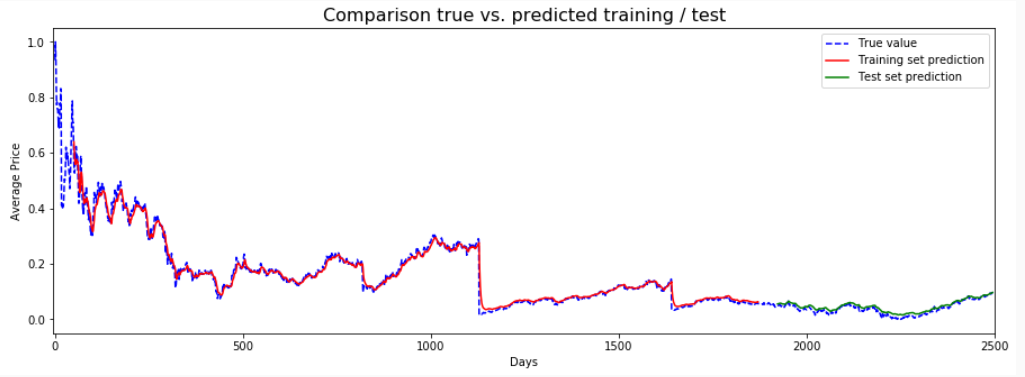 Comparison true vs. predicted training / test
True value
Training set prediction
Test set prediction
Average Price
1.0
0.8
0.6
0.4
0.2
0.0
0 500 1000 1500 2000 2500
Days